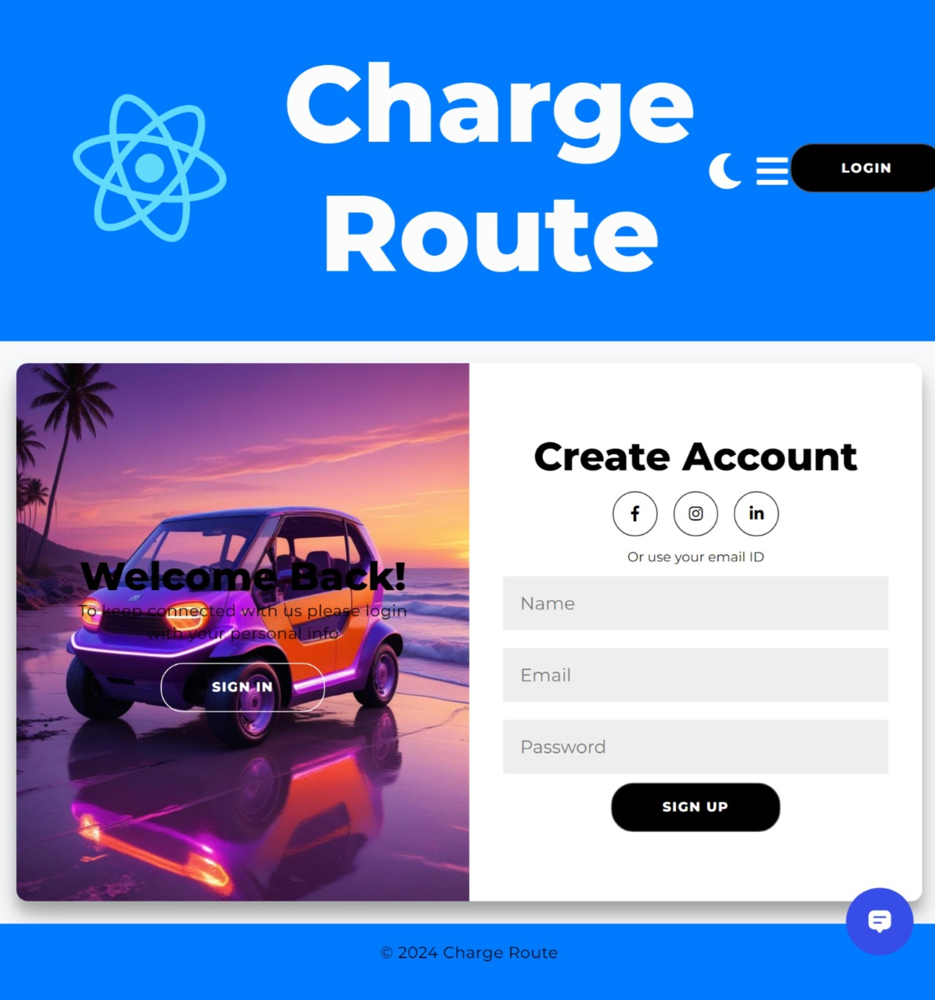 Charge
Route
LOGIN
Welcome Back!
To keep connected with us please login
with your personal info
SIGN IN
Create Account
Or use your email ID
Name
Email
Password
SIGN UP
© 2024 Charge Route